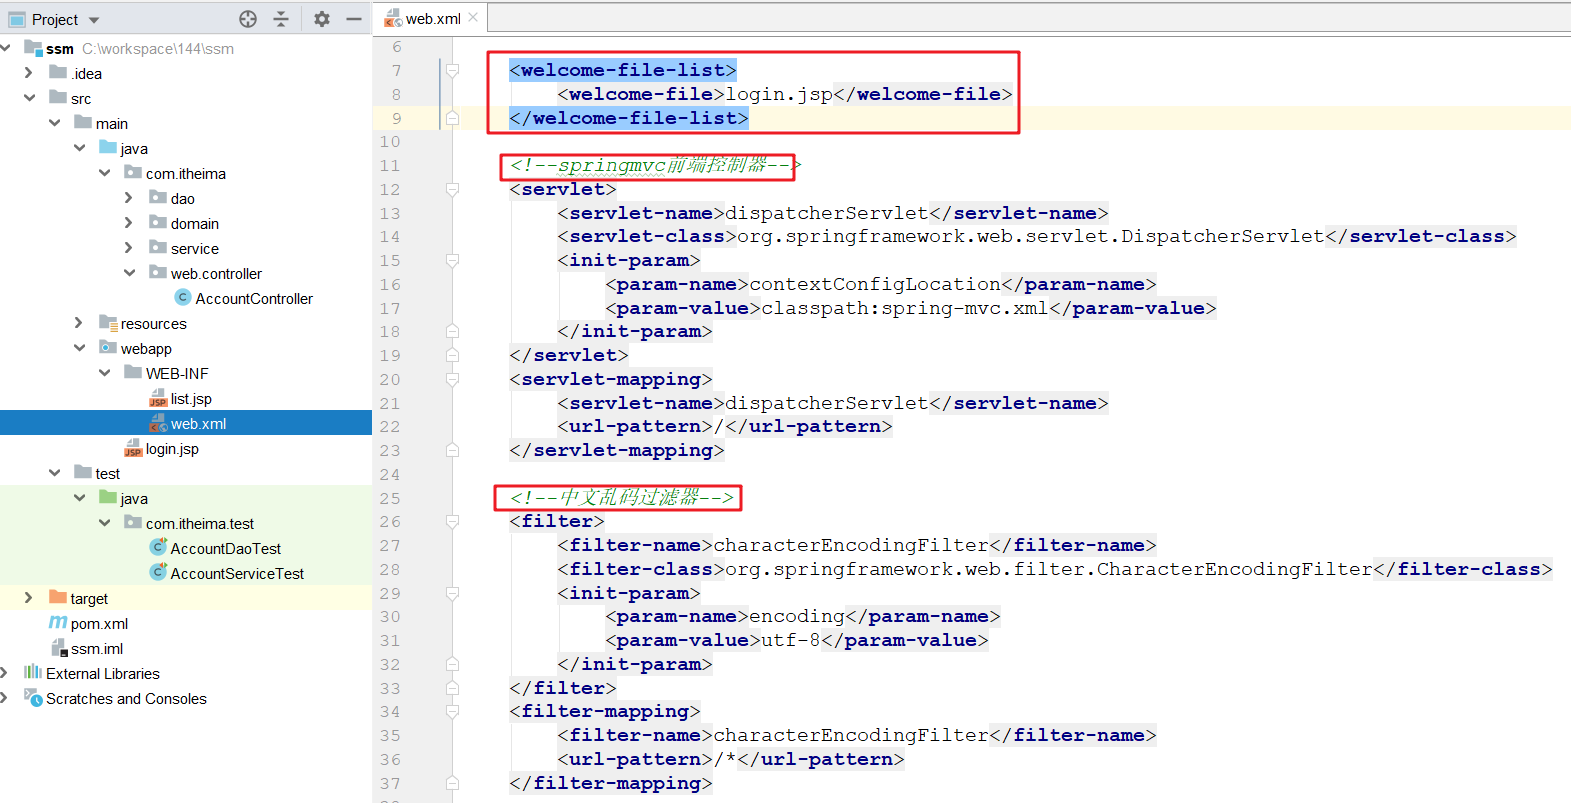 Project
web.xml
ssm C:\workspace\144\ssm
.idea
src
main
java
com.itheima
dao
domain
service
web.controller
AccountController
resources
webapp
WEB-INF
list.jsp
web.xml
login.jsp
test
java
com.itheima.test
AccountDaoTest
AccountServiceTest
target
pom.xml
ssm.iml
External Libraries
Scratches and Consoles
6
7 <welcome-file-list>
8 <welcome-file>login.jsp</welcome-file>
9 </welcome-file-list>
10
11 <!--springmvc前端控制器-->
12 <servlet>
13 <servlet-name>dispatcherServlet</servlet-name>
14 <servlet-class>org.springframework.web.servlet.DispatcherServlet</servlet-class>
15 <init-param>
16 <param-name>contextConfigLocation</param-name>
17 <param-value>classpath:spring-mvc.xml</param-value>
18 </init-param>
19 </servlet>
20 <servlet-mapping>
21 <servlet-name>dispatcherServlet</servlet-name>
22 <url-pattern>/</url-pattern>
23 </servlet-mapping>
24
25 <!--中文乱码过滤器-->
26 <filter>
27 <filter-name>characterEncodingFilter</filter-name>
28 <filter-class>org.springframework.web.filter.CharacterEncodingFilter</filter-class>
29 <init-param>
30 <param-name>encoding</param-name>
31 <param-value>utf-8</param-value>
32 </init-param>
33 </filter>
34 <filter-mapping>
35 <filter-name>characterEncodingFilter</filter-name>
36 <url-pattern>/*</url-pattern>
37 </filter-mapping>